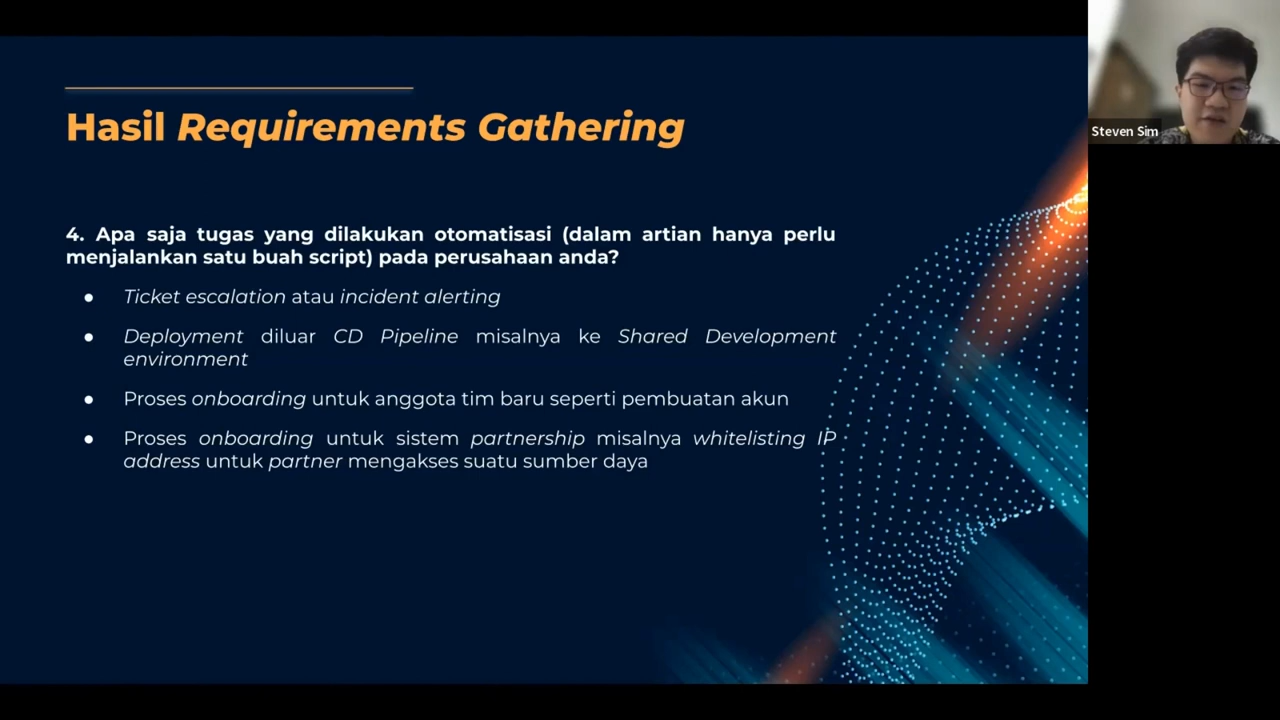 Hasil Requirements Gathering
4. Apa saja tugas yang dilakukan otomatisasi (dalam artian hanya perlu
menjalankan satu buah script) pada perusahaan anda?
● Ticket escalation atau incident alerting
● Deployment diluar CD Pipeline misalnya ke Shared Development
environment
● Proses onboarding untuk anggota tim baru seperti pembuatan akun
● Proses onboarding untuk sistem partnership misalnya whitelisting IP
address untuk partner mengakses suatu sumber daya
Steven Sim